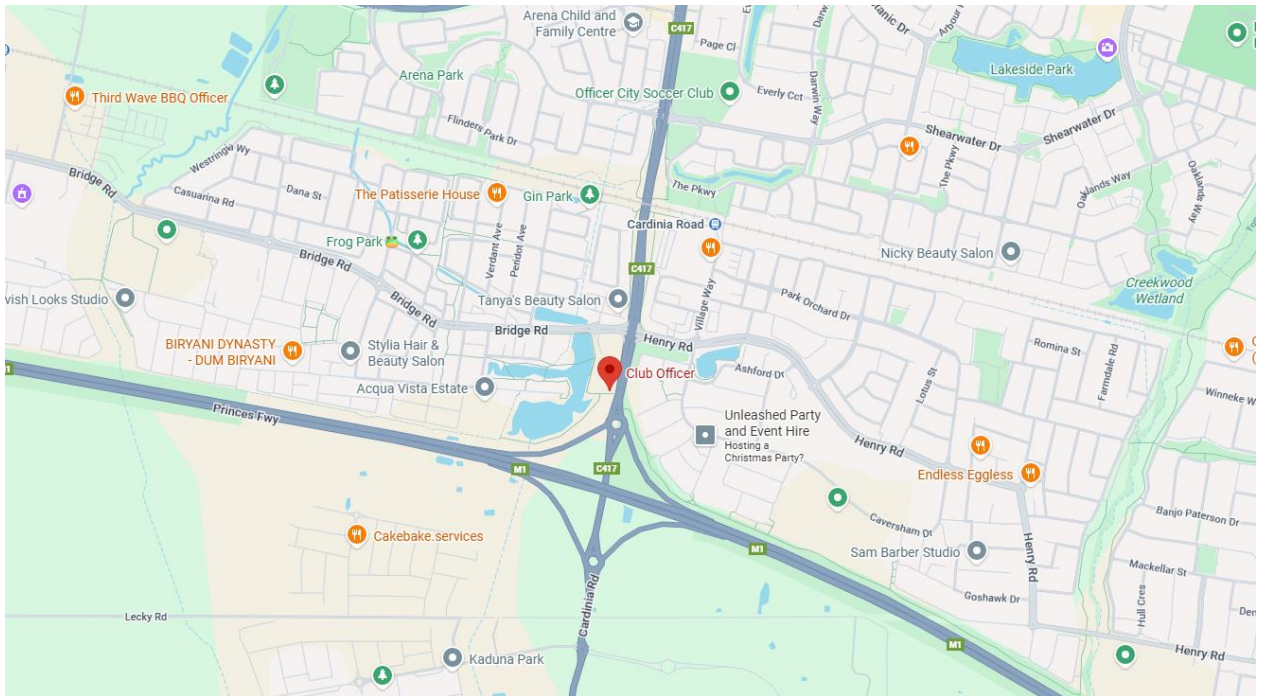 Arena Child and
Family Centre
C417
Page Cl
Darwin Way
Arbour
Lakeside Park
Arena Park
Third Wave BBQ Officer
Officer City Soccer Club
Everly Cct
Flinders Park Dr
Shearwater Dr
Shearwater Dr
Westringia Wy
Bridge Rd
Casuarina Rd
Dana St
The Patisserie House
Gin Park
The Pkwy
The Pkwy
Oaklands Way
Oaklands Way
Cardinia Road
Frog Park
Verdant Ave
Peridot Ave
Nicky Beauty Salon
Bridge Rd
C417
Creekwood
Wetland
Looks Studio
Bridge Rd
Tanya's Beauty Salon
Village Way
Park Orchard Dr
Bridge Rd
Henry Rd
BIRYANI DYNASTY
- DUM BIRYANI
Stylia Hair &
Beauty Salon
Romina St
Farmdale Rd
Club Officer
Ashford Dr
Lotus St
Acqua Vista Estate
Winneke
Princes Fwy
Unleashed Party
and Event Hire
Hosting a
Christmas Party?
Henry Rd
M1
C417
Endless Eggless
Cakebake.services
Caversham Dt
Banjo Paterson Dr
M1
Sam Barber Studio
Henry Rd
Mackellar St
Goshawk Dr
Hull Cres
Lecky Rd
Cardinia Rd
M1
Kaduna Park
Henry Rd